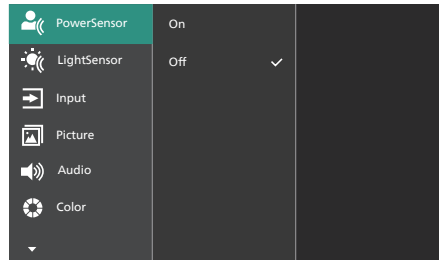 PowerSensor
On
LightSensor
Off
Input
Picture
Audio
Color